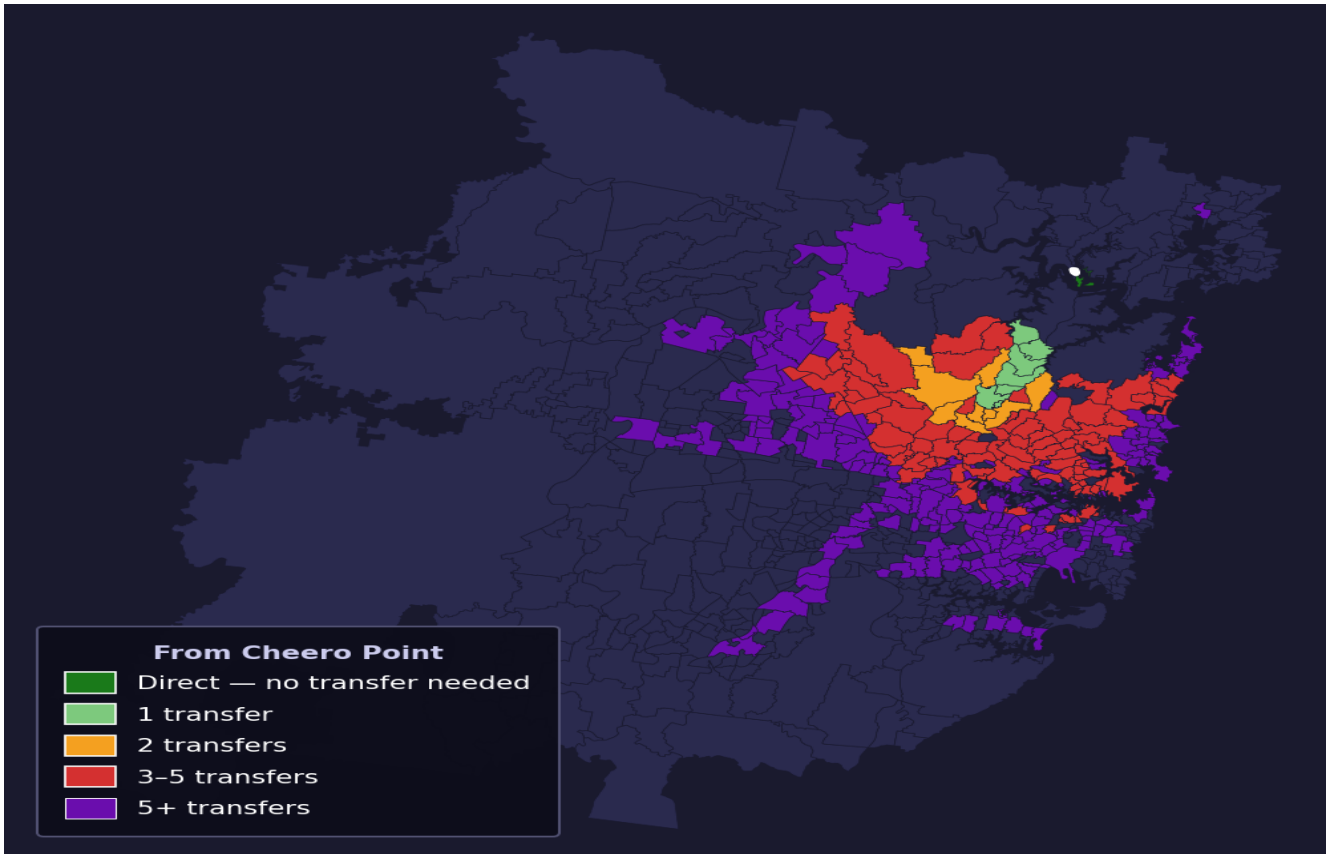 From Cheero Point
Direct — no transfer needed
1 transfer
2 transfers
3–5 transfers
5+ transfers